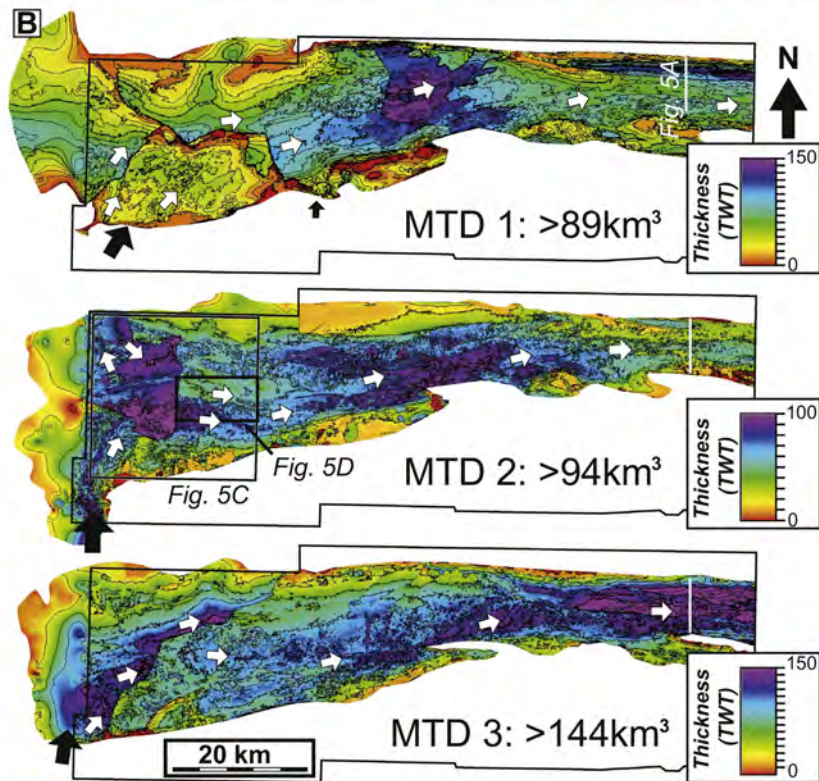 B
Fig. 5A
N
150
Thickness
(TWT)
0
MTD 1: >89km³
100
Thickness
(TWT)
0
MTD 2: >94km³
Fig. 5D
Fig. 5C
150
Thickness
(TWT)
0
MTD 3: >144km³
20 km